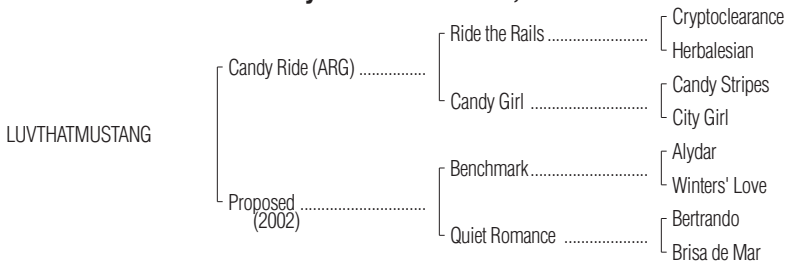 Cryptoclearance
Ride the Rails
Herbalesian
Candy Ride (ARG)
Candy Stripes
Candy Girl
City Girl
LUVTHATMUSTANG
Alydar
Benchmark
Winters' Love
Proposed
(2002)
Bertrando
Quiet Romance
Brisa de Mar